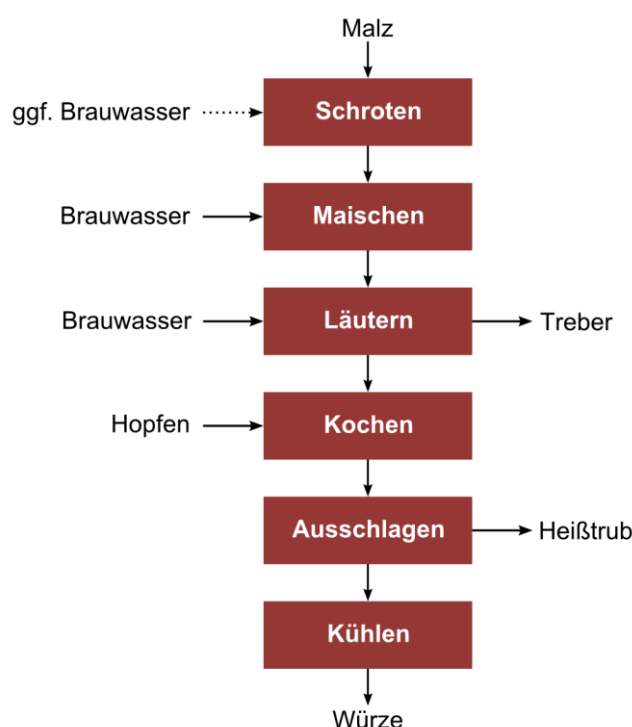 Malz
ggf. Brauwasser
Schroten
Brauwasser
Maischen
Brauwasser
Läutern
Treber
Hopfen
Kochen
Ausschlagen
Heißtrub
Kühlen
Würze